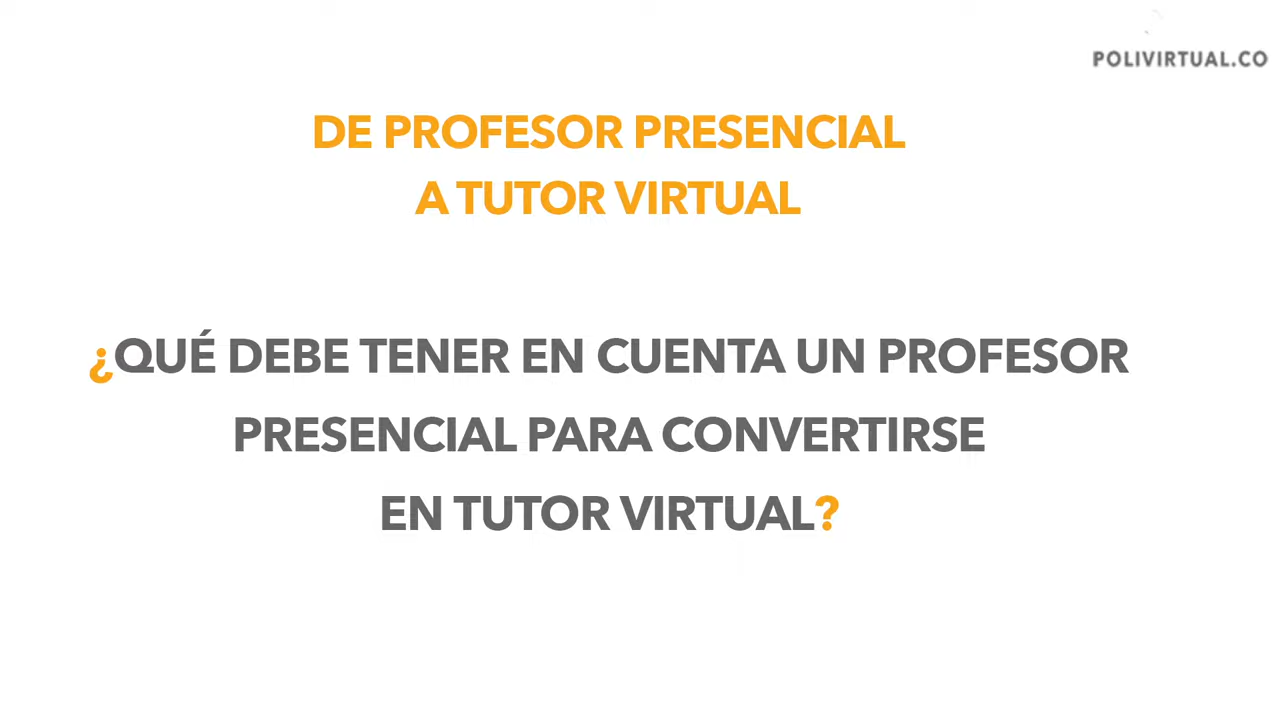 POLIVIRTUAL.CO
DE PROFESOR PRESENCIAL
A TUTOR VIRTUAL
¿QUÉ DEBE TENER EN CUENTA UN PROFESOR
PRESENCIAL PARA CONVERTIRSE
EN TUTOR VIRTUAL?